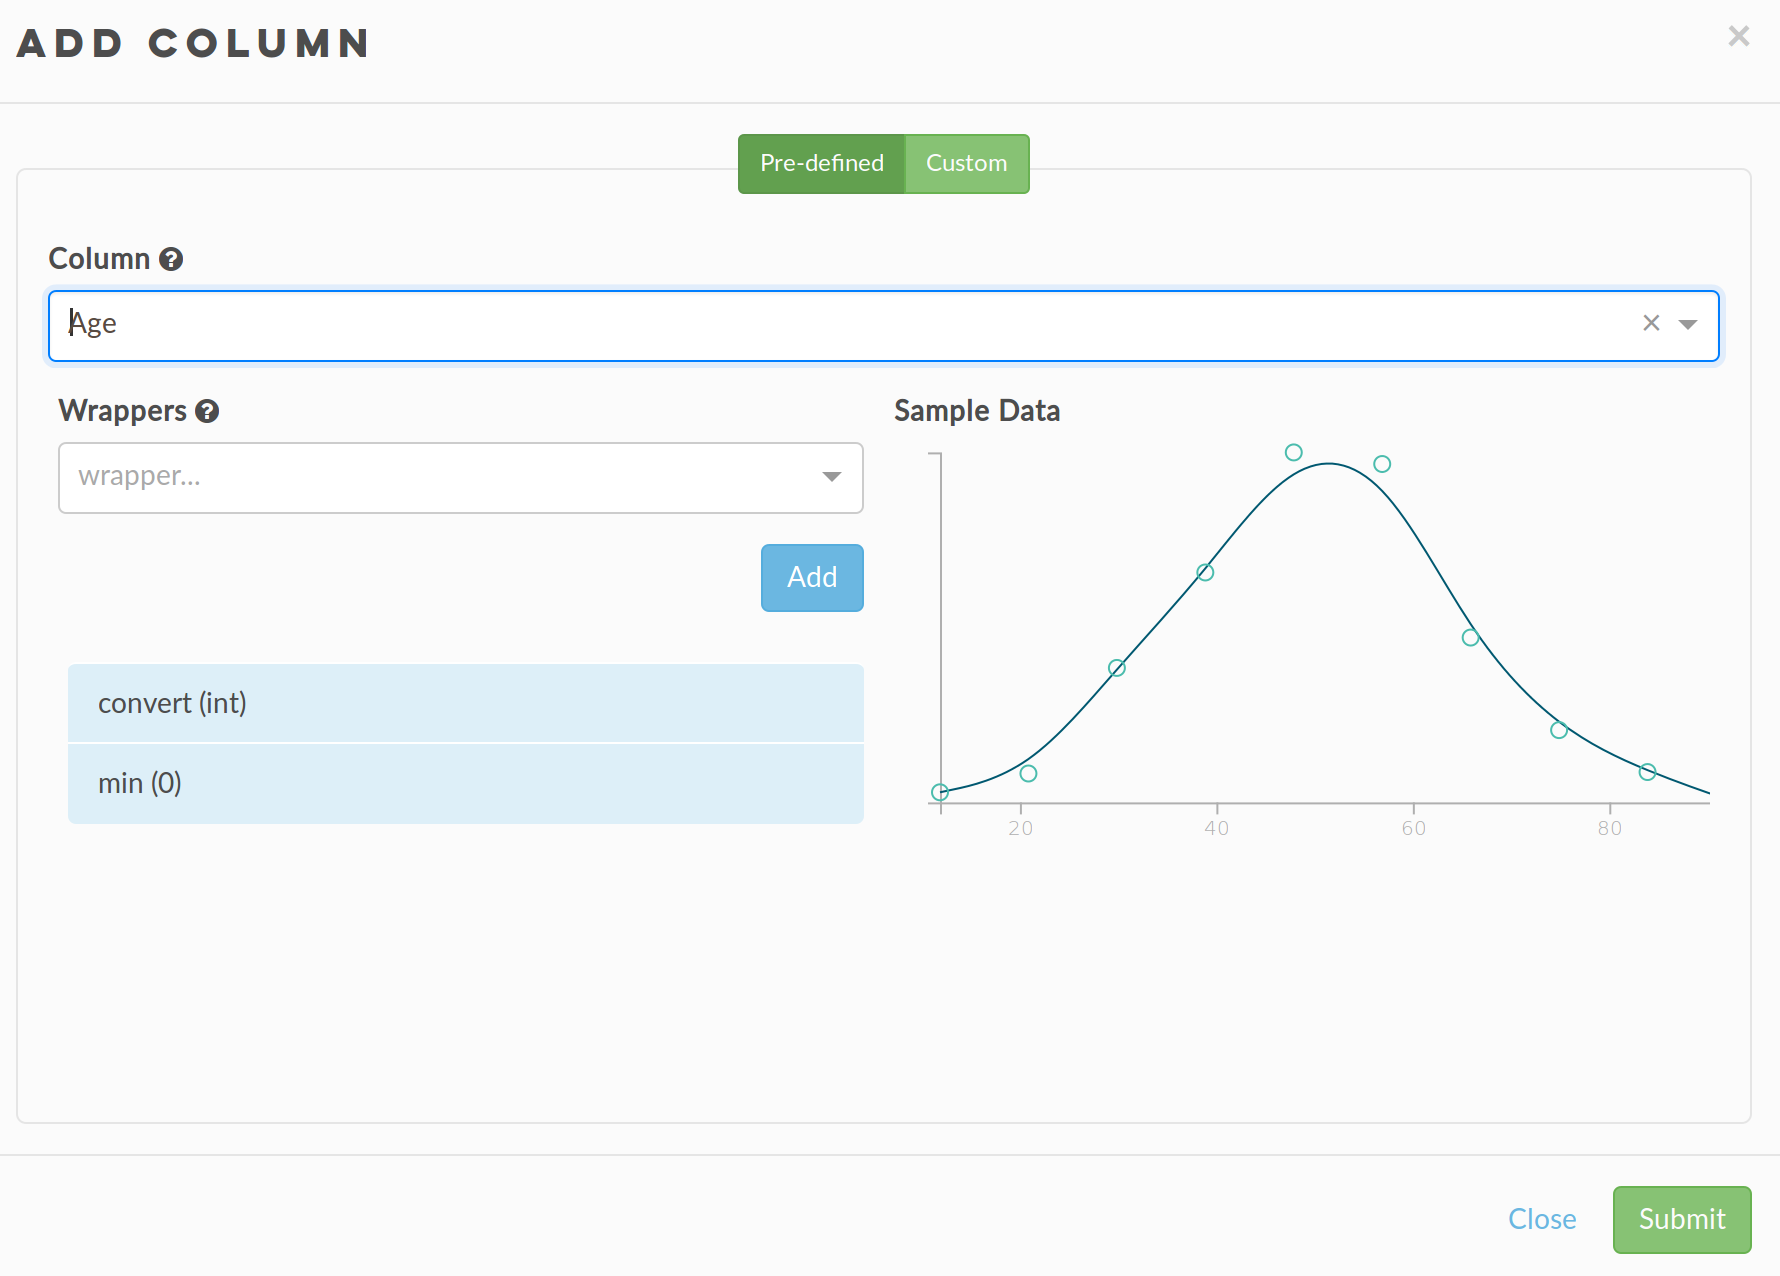 ADD COLUMN
×
Pre-defined Custom
Column ?
Age
Wrappers ?
Sample Data
wrapper...
Add
convert (int)
min (0)
20 40 60 80
Close Submit